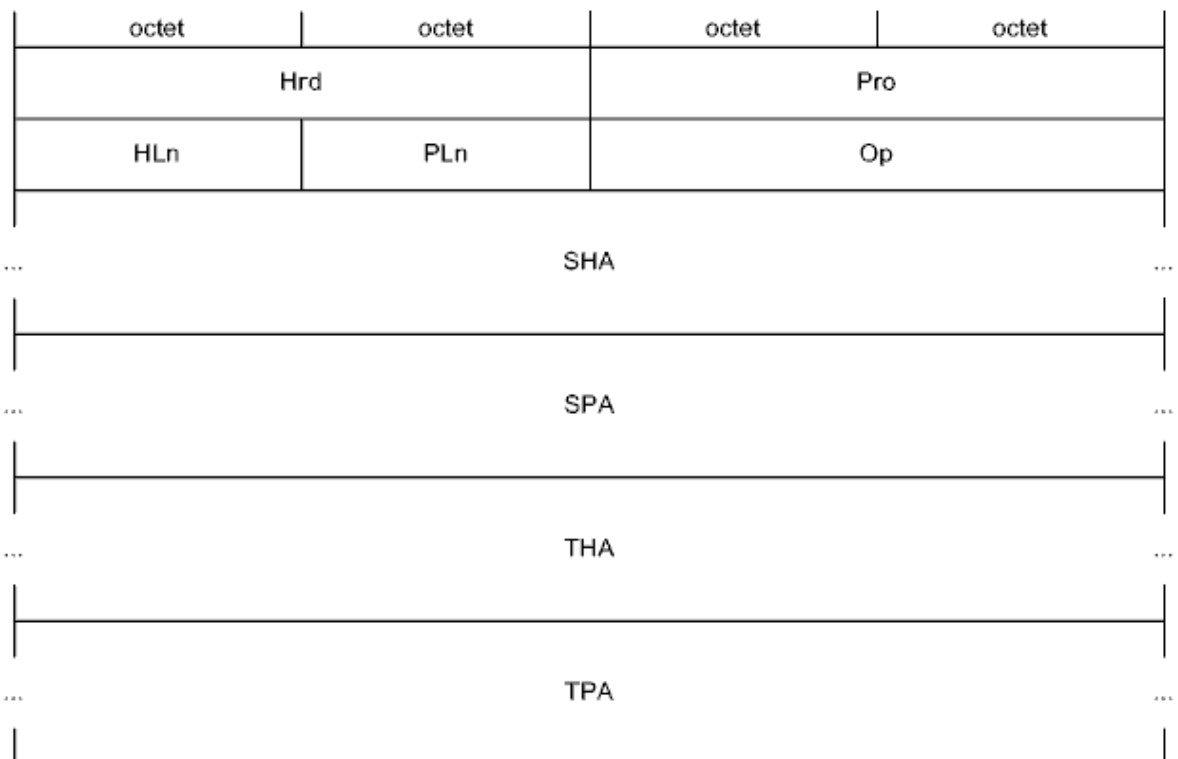 octet octet octet octet
Hrd Pro
HLn PLn Op
... SHA ...
... SPA ...
... THA ...
... TPA ...